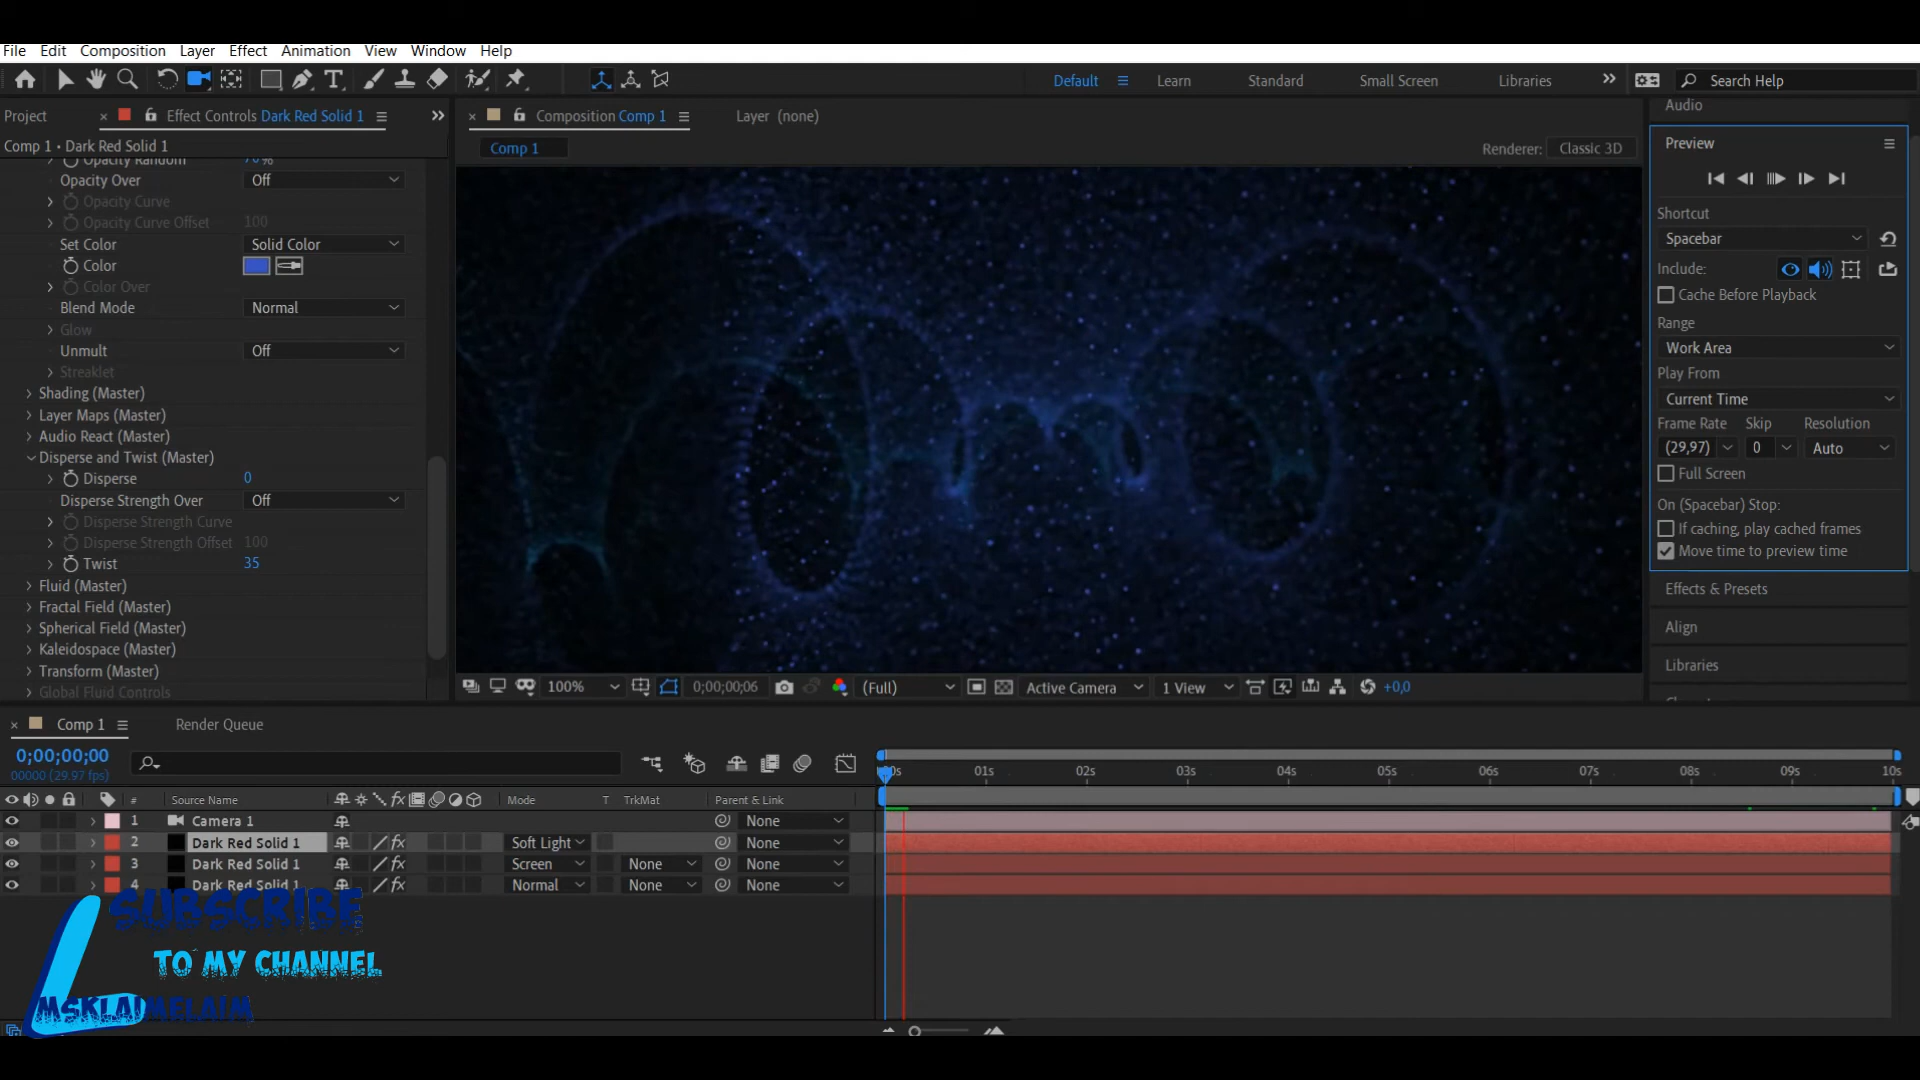 File Edit Composition Layer Effect Animation View Window Help
Default Learn Standard Small Screen Libraries Search Help
Project Effect Controls Dark Red Solid 1
Composition Comp 1 Layer (none)
Audio
Comp 1 • Dark Red Solid 1
Comp 1
Renderer: Classic 3D
Opacity Random 70%
Opacity Over Off
Opacity Curve
Opacity Curve Offset 100
Set Color Solid Color
Color
Color Over
Blend Mode Normal
Glow
Unmult Off
Streaklet
Shading (Master)
Layer Maps (Master)
Audio React (Master)
Disperse and Twist (Master)
Disperse 0
Disperse Strength Over Off
Disperse Strength Curve
Disperse Strength Offset 100
Twist 35
Fluid (Master)
Fractal Field (Master)
Spherical Field (Master)
Kaleidospace (Master)
Transform (Master)
Global Fluid Controls
Preview
Shortcut
Spacebar
Include:
Cache Before Playback
Range
Work Area
Play From
Current Time
Frame Rate Skip Resolution
(29,97) 0 Auto
Full Screen
On (Spacebar) Stop:
If caching, play cached frames
Move time to preview time
Effects & Presets
Align
Libraries
100% 0;00;00;06 (Full) Active Camera 1 View +0,0
Comp 1 Render Queue
0;00;00;00
00000 (29.97 fps)
01s 02s 03s 04s 05s 06s 07s 08s 09s 10s
# Source Name fx Mode T TrkMat Parent & Link
1 Camera 1 None
2 Dark Red Solid 1 fx Soft Light None
3 Dark Red Solid 1 fx Screen None None
4 Dark Red Solid 1 fx Normal None None
SUBSCRIBE
TO MY CHANNEL
MSKLAIMELAIM